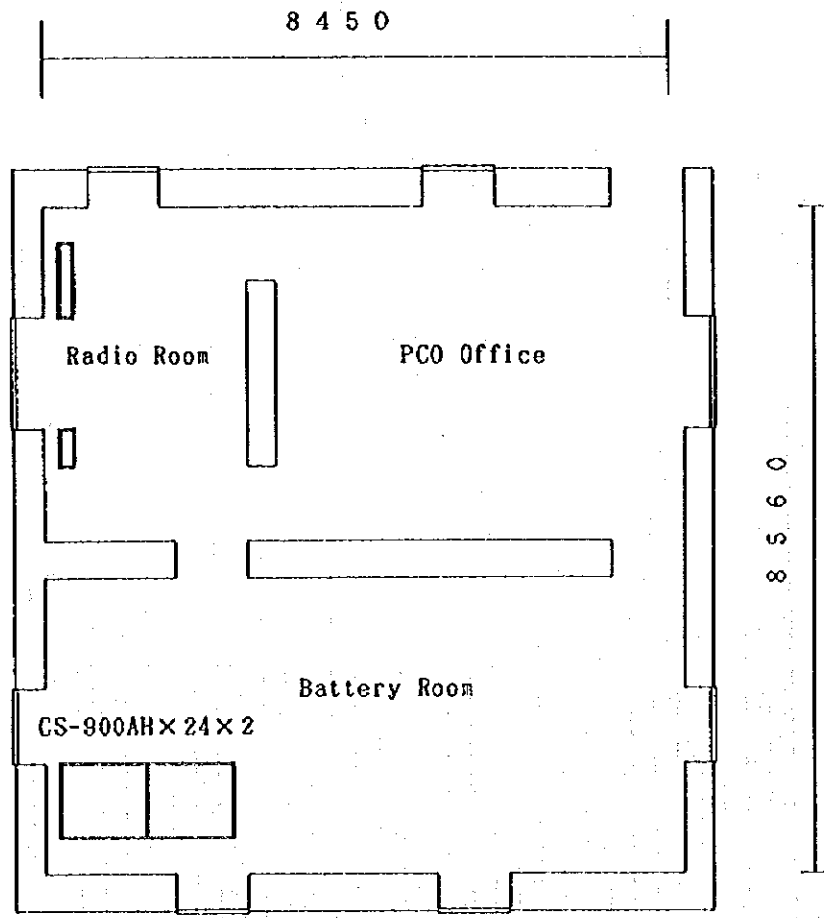 8450
Radio Room
PCO Office
8560
Battery Room
CS-900AH×24×2